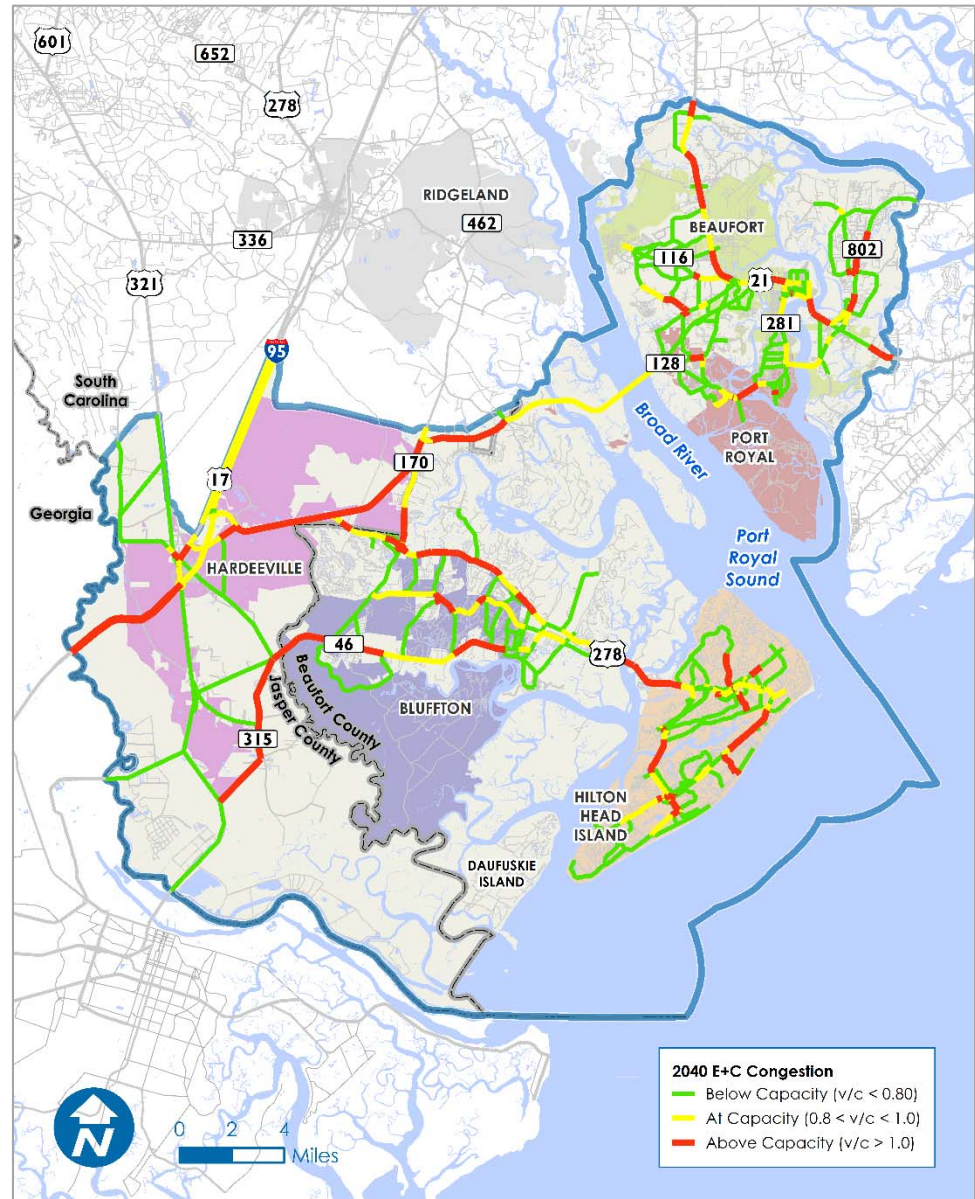 601
652
278
RIDGELAND
462
336
BEAUFORT
116
802
321
21
281
95
128
South
Carolina
Broad River
PORT
ROYAL
170
17
Georgia
Port
Royal
Sound
HARDEEVILLE
46
278
Beaufort County
Jasper County
BLUFFTON
315
HILTON
HEAD
ISLAND
DAUFUSKIE
ISLAND
2040 E+C Congestion
Below Capacity (v/c < 0.80)
At Capacity (0.8 < v/c < 1.0)
Above Capacity (v/c > 1.0)
N
0 2 4
Miles